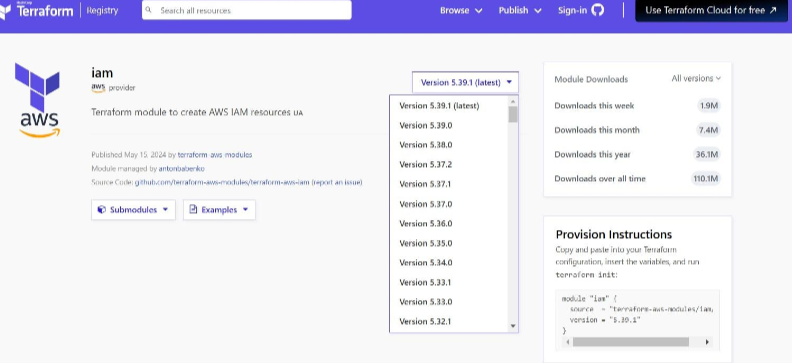 HashiCorp
Terraform
Registry
Search all resources
Browse
Publish
Sign-in
Use Terraform Cloud for free ↗
aws
iam
aws provider
Terraform module to create AWS IAM resources UA
Published May 15, 2024 by terraform-aws-modules
Module managed by antonbabenko
Source Code: github.com/terraform-aws-modules/terraform-aws-iam (report an issue)
Submodules
Examples
Version 5.39.1 (latest)
Version 5.39.1 (latest)
Version 5.39.0
Version 5.38.0
Version 5.37.2
Version 5.37.1
Version 5.37.0
Version 5.36.0
Version 5.35.0
Version 5.34.0
Version 5.33.1
Version 5.33.0
Version 5.32.1
Module Downloads
All versions
Downloads this week 1.9M
Downloads this month 7.4M
Downloads this year 36.1M
Downloads over all time 110.1M
Provision Instructions
Copy and paste into your Terraform
configuration, insert the variables, and run
terraform init:
module "iam" {
source = "terraform-aws-modules/iam,
version = "5.39.1"
}